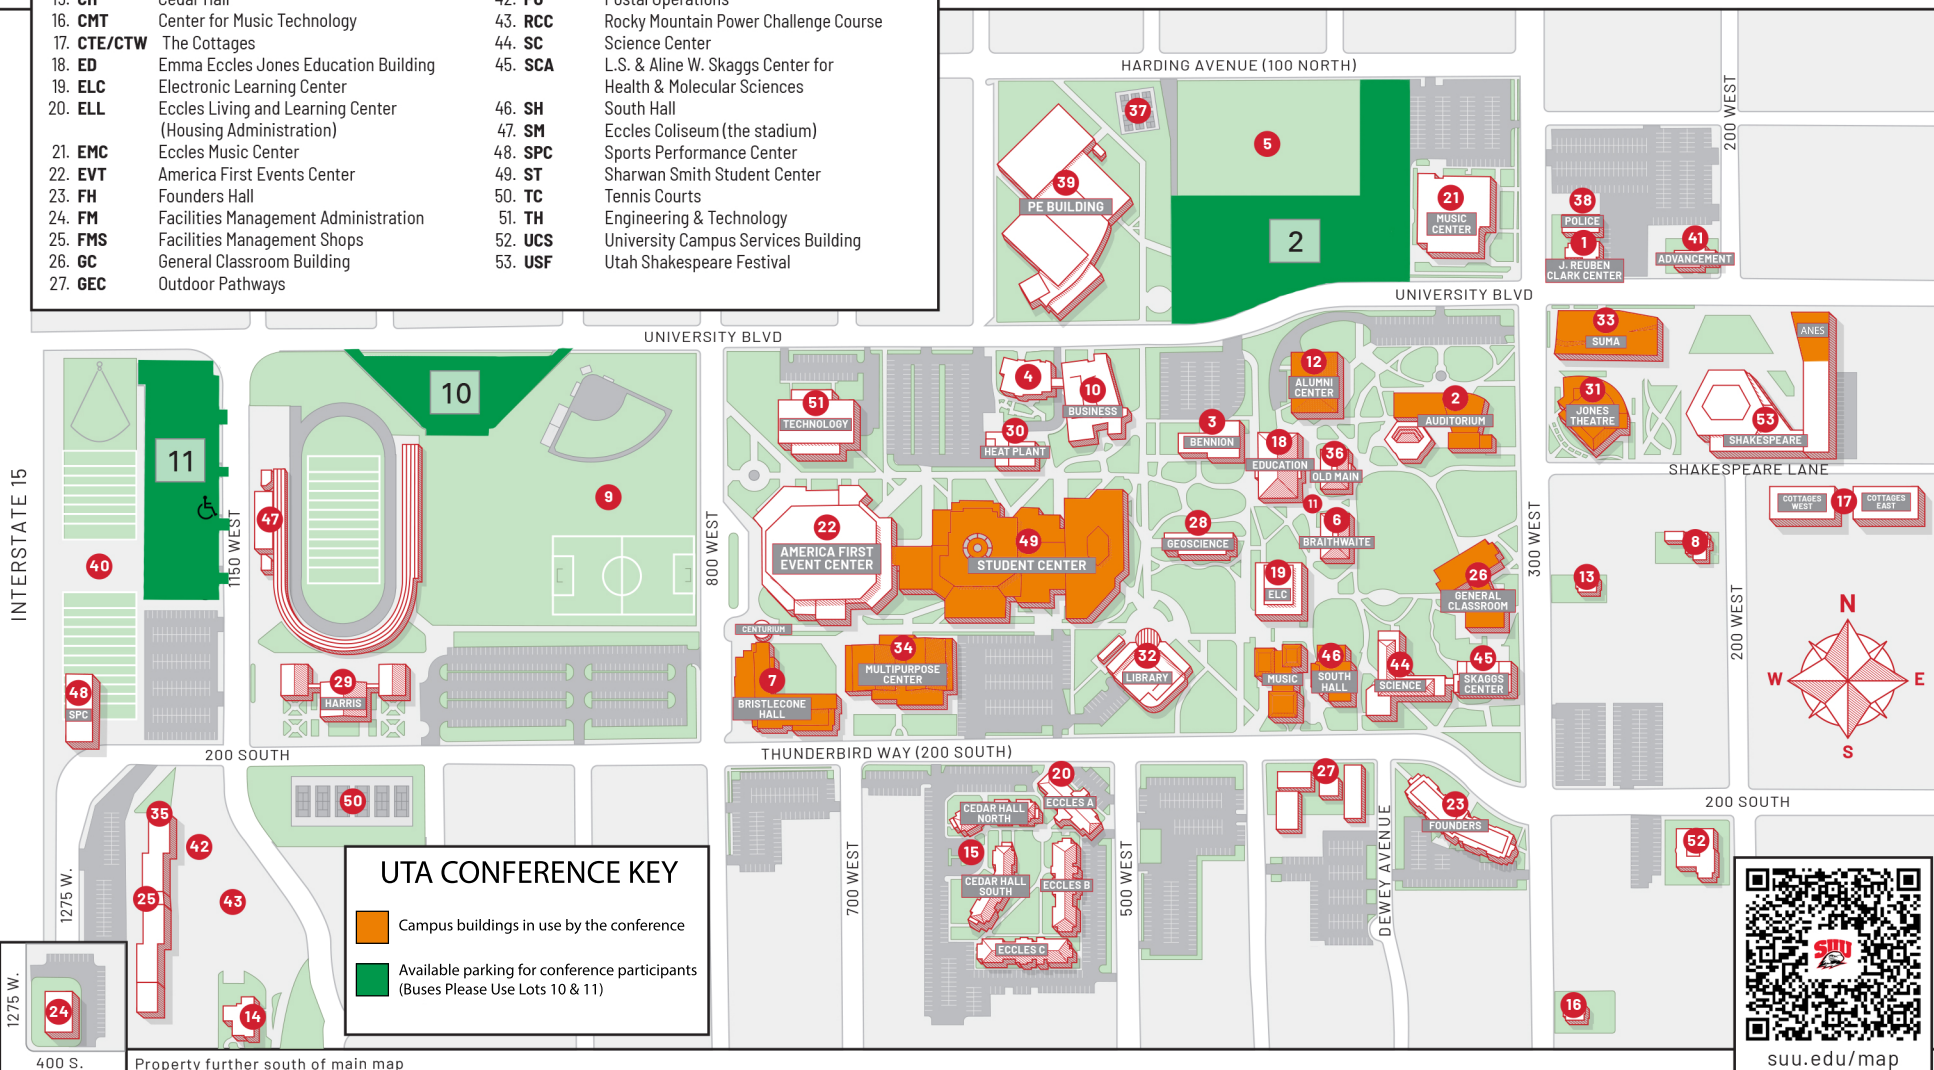 15. CH Cedar Hall
16. CMT Center for Music Technology
17. CTE/CTW The Cottages
18. ED Emma Eccles Jones Education Building
19. ELC Electronic Learning Center
20. ELL Eccles Living and Learning Center
(Housing Administration)
21. EMC Eccles Music Center
22. EVT America First Events Center
23. FH Founders Hall
24. FM Facilities Management Administration
25. FMS Facilities Management Shops
26. GC General Classroom Building
27. GEC Outdoor Pathways
42. PO Postal Operations
43. RCC Rocky Mountain Power Challenge Course
44. SC Science Center
45. SCA L.S. & Aline W. Skaggs Center for
Health & Molecular Sciences
46. SH South Hall
47. SM Eccles Coliseum (the stadium)
48. SPC Sports Performance Center
49. ST Sharwan Smith Student Center
50. TC Tennis Courts
51. TH Engineering & Technology
52. UCS University Campus Services Building
53. USF Utah Shakespeare Festival
HARDING AVENUE (100 NORTH)
200 WEST
37
5
39
PE BUILDING
2
21
MUSIC
CENTER
38
POLICE
1
J. REUBEN
CLARK CENTER
41
ADVANCEMENT
UNIVERSITY BLVD
UNIVERSITY BLVD
33
SUMA
ANES
31
JONES
THEATRE
53
SHAKESPEARE
SHAKESPEARE LANE
INTERSTATE 15
11
40
1150 WEST
10
47
9
800 WEST
51
TECHNOLOGY
4
10
BUSINESS
30
HEAT PLANT
3
BENNION
12
ALUMNI
CENTER
2
AUDITORIUM
18
EDUCATION
36
OLD MAIN
11
6
BRAITHWAITE
22
AMERICA FIRST
EVENT CENTER
49
STUDENT CENTER
28
GEOSCIENCE
19
ELC
26
GENERAL
CLASSROOM
300 WEST
COTTAGES
WEST
17
COTTAGES
EAST
8
13
200 WEST
N
W
E
S
CENTURIUM
7
BRISTLECONE
HALL
34
MULTIPURPOSE
CENTER
32
LIBRARY
MUSIC
46
SOUTH
HALL
44
SCIENCE
45
SKAGGS
CENTER
48
SPC
29
HARRIS
200 SOUTH
THUNDERBIRD WAY (200 SOUTH)
35
42
25
43
50
1275 W.
UTA CONFERENCE KEY
Campus buildings in use by the conference
Available parking for conference participants
(Buses Please Use Lots 10 & 11)
700 WEST
20
ECCLES A
CEDAR HALL
NORTH
15
CEDAR HALL
SOUTH
ECCLES B
ECCLES C
500 WEST
27
DEWEY AVENUE
23
FOUNDERS
200 SOUTH
52
16
SUU
suu.edu/map
1275 W.
24
14
400 S.
Property further south of main map